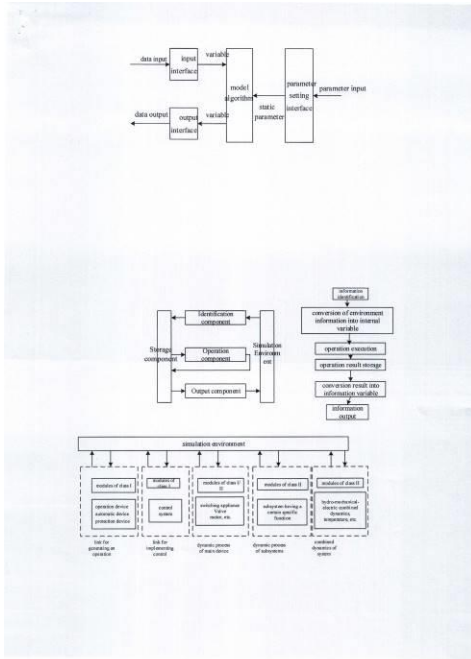 data input
input
interface
variable
model
algorithm
data output
output
interface
variable
static
parameter
parameter
setting
interface
parameter input
Identification
component
Storage
component
Operation
component
Output component
Simulation
Environm
ent
information
identification
conversion of environment
information into internal
variable
operation execution
operation result storage
conversion result into
information variable
information
output
simulation environment
modules of class I
operation device
automatic device
protection device
link for
generating an
operation
modules of
class I
control
system
link for
implementing
control
modules of class I/
II
switching appliance
Valve
motor, etc.
dynamic process
of main device
modules of class II
subsystem having a
certain specific
function
dynamic process
of subsystems
modules of class II
hydro-mechanical-
electric combined
dynamics,
temperature, etc.
combined
dynamics of
system